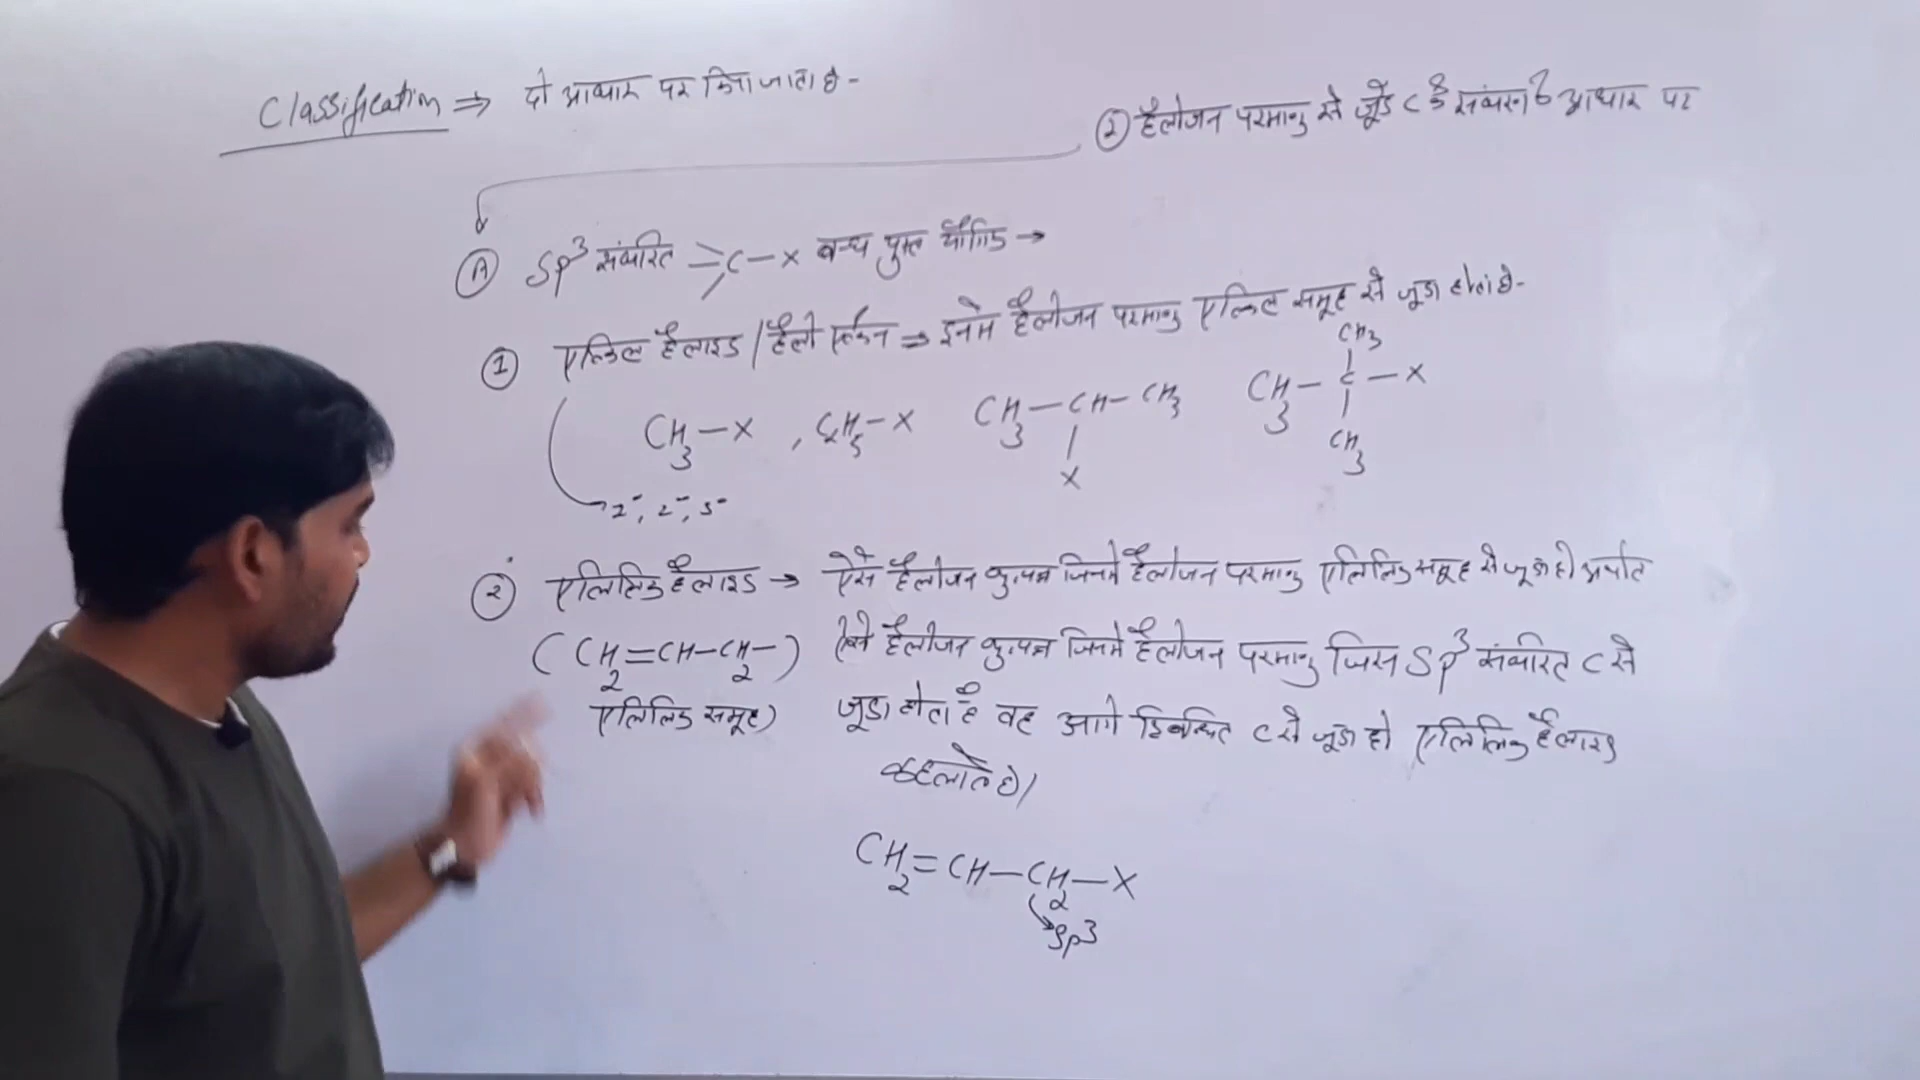 Classification ⇒ दो आधार पर किया जाता है-
② हैलोजन परमाणु से जुड़े C के संकरण के आधार पर
Ⓐ SP³ संकरित >C-X बन्ध युक्त यौगिक →
① एल्किल हैलाइड / हैलो एल्केन ⇒ इनमे हैलोजन परमाणु एल्किल समूह से जुडा होता है-
CH₃-X , C₂H₅-X CH₃-CH-CH₃ CH₃-C-X
CH₃
X
CH₃
1°, 2°, 3°
② एलिलिक हैलाइड → ऐसे हैलोजन व्युत्पन्न जिनमे हैलोजन परमाणु एलिलिक समूह से जुडा हो अर्थात
(CH₂=CH-CH₂-) ऐसे हैलोजन व्युत्पन्न जिनमे हैलोजन परमाणु जिस SP³ संकरित C से
एलिलिक समूह) जुडा होता है वह आगे द्विबन्धित C से जुडा हो एलिलिक हैलाइड
कहलाते है।
CH₂=CH-CH₂-X
SP³